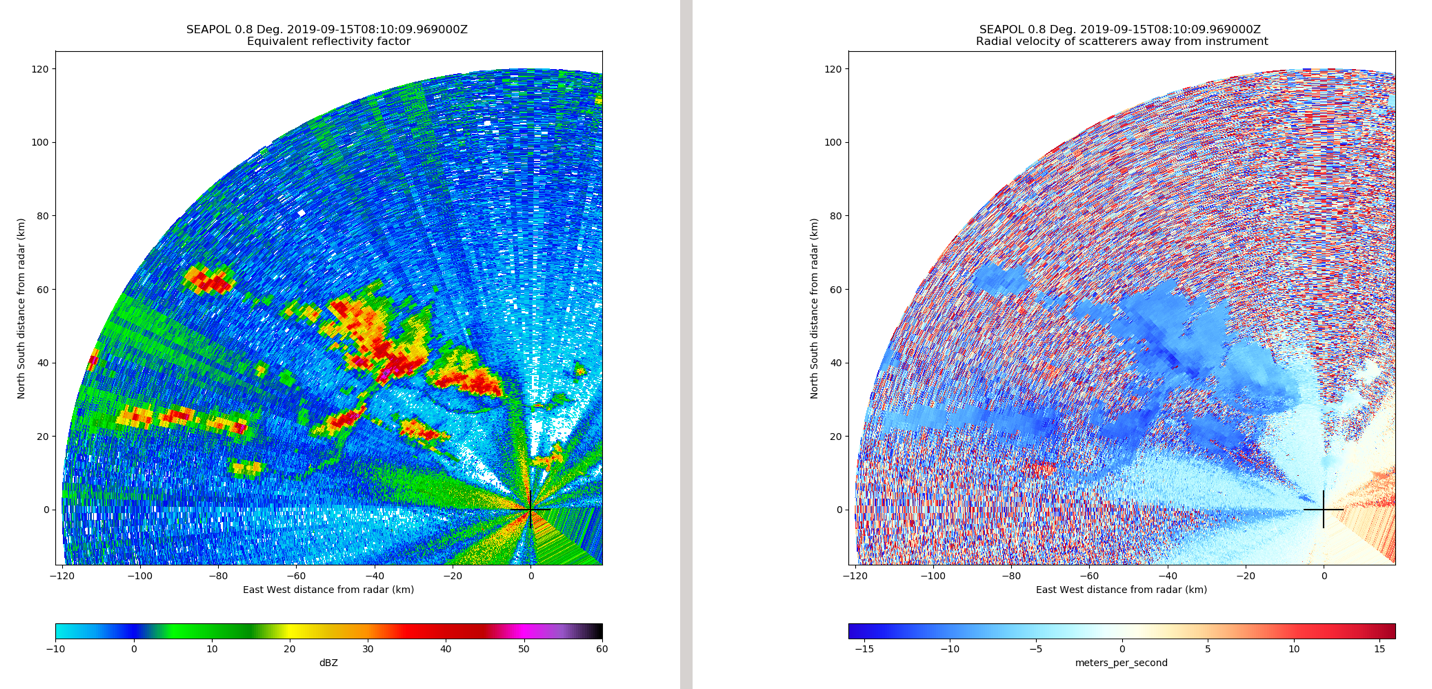 SEAPOL 0.8 Deg. 2019-09-15T08:10:09.969000Z
Equivalent reflectivity factor
North South distance from radar (km)
120
100
80
60
40
20
0
−120 −100 −80 −60 −40 −20 0
East West distance from radar (km)
−10 0 10 20 30 40 50 60
dBZ
SEAPOL 0.8 Deg. 2019-09-15T08:10:09.969000Z
Radial velocity of scatterers away from instrument
North South distance from radar (km)
120
100
80
60
40
20
0
−120 −100 −80 −60 −40 −20 0
East West distance from radar (km)
−15 −10 −5 0 5 10 15
meters_per_second